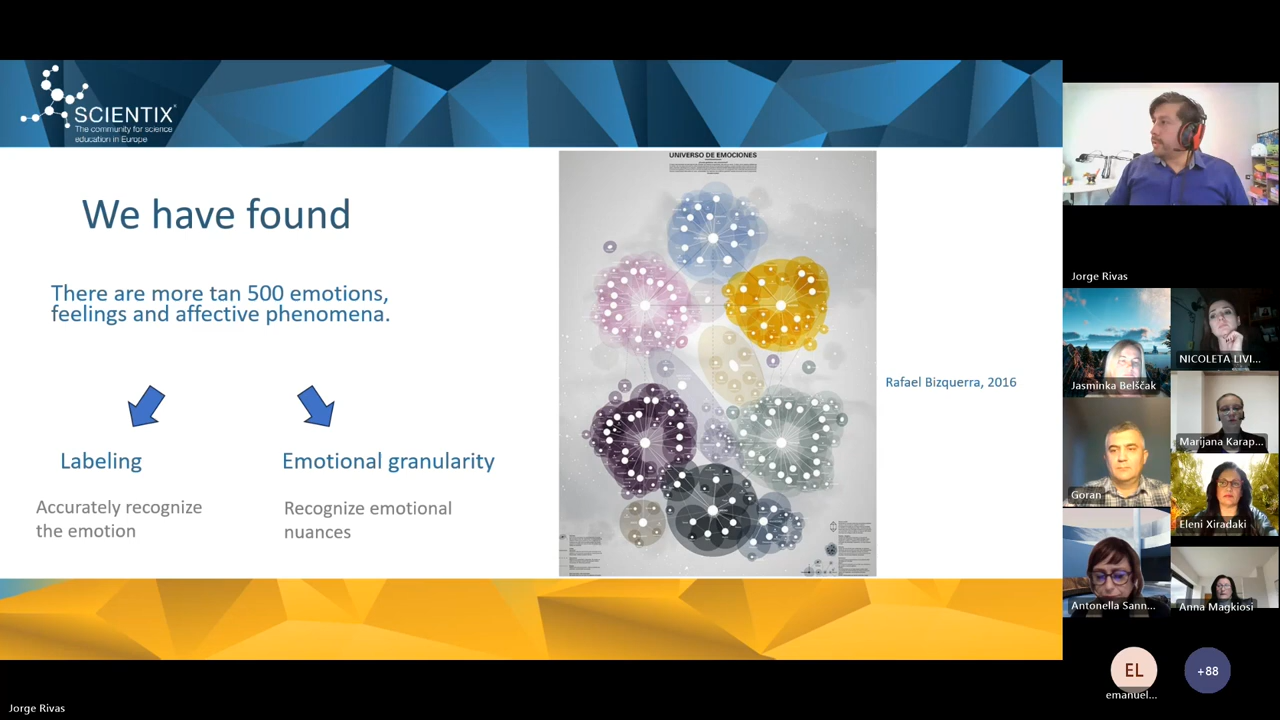 SCIENTIX
The community for science
education in Europe
We have found
There are more tan 500 emotions,
feelings and affective phenomena.
Labeling
Emotional granularity
Accurately recognize
the emotion
Recognize emotional
nuances
UNIVERSO DE EMOCIONES
Rafael Bizquerra, 2016
Jorge Rivas
Jasminka Belščak
NICOLETA LIVI...
Goran
Marijana Karap...
Eleni Xiradaki
Antonella Sann...
Anna Magkiosi
EL
emanuel...
+88
Jorge Rivas